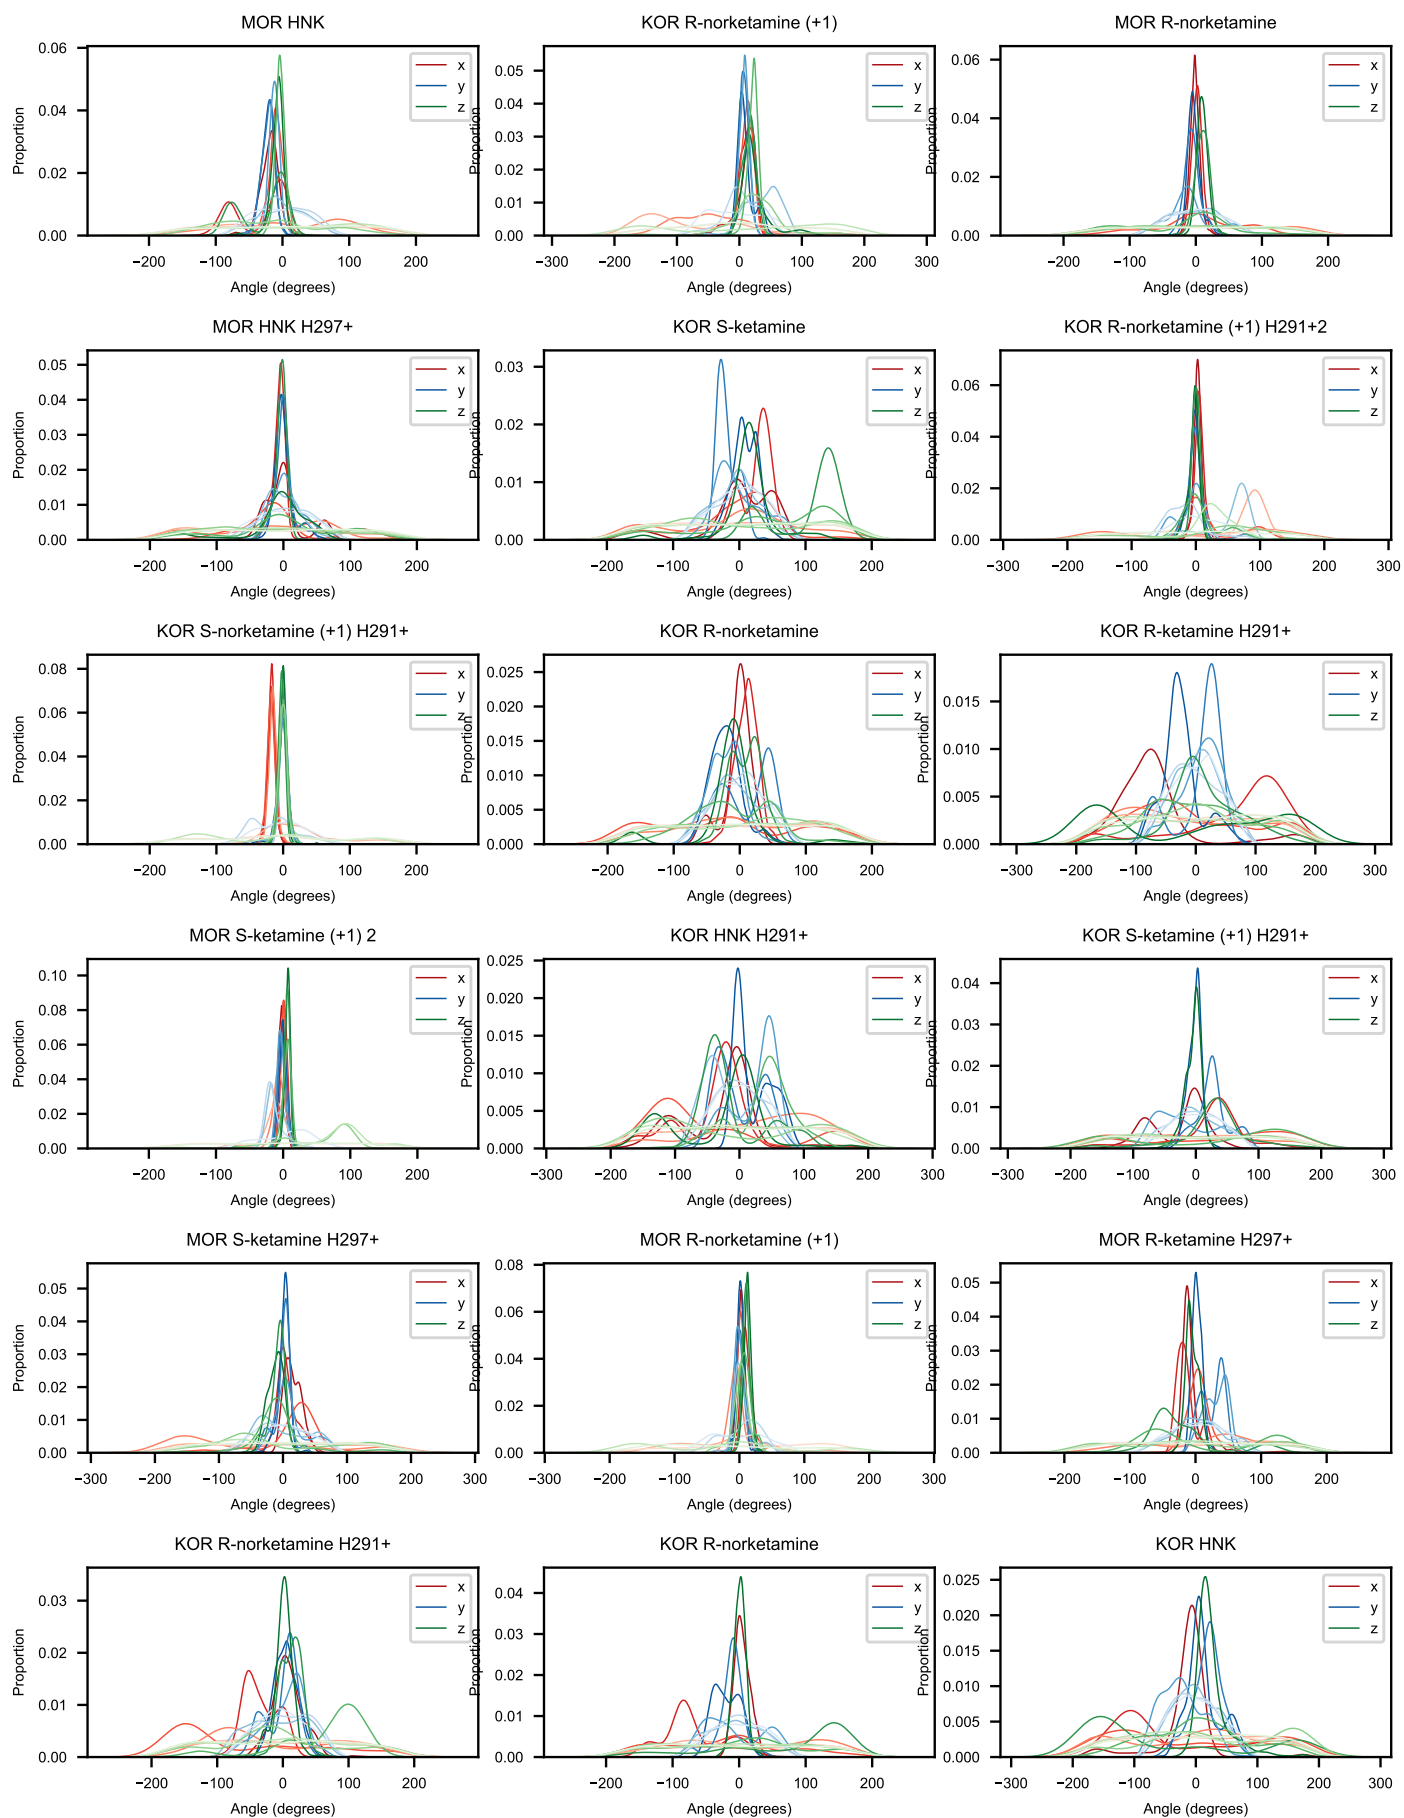 MOR HNK
KOR R-norketamine (+1)
MOR R-norketamine
Proportion
0.06
0.04
0.02
0.00
x
y
z
−200 −100 0 100 200
Angle (degrees)
Proportion
0.05
0.04
0.03
0.02
0.01
0.00
x
y
z
−300 −200 −100 0 100 200 300
Angle (degrees)
Proportion
0.06
0.04
0.02
0.00
x
y
z
−200 −100 0 100 200
Angle (degrees)
MOR HNK H297+
KOR S-ketamine
KOR R-norketamine (+1) H291+2
Proportion
0.05
0.04
0.03
0.02
0.01
0.00
x
y
z
−200 −100 0 100 200
Angle (degrees)
Proportion
0.03
0.02
0.01
0.00
x
y
z
−200 −100 0 100 200
Angle (degrees)
Proportion
0.06
0.04
0.02
0.00
x
y
z
−300 −200 −100 0 100 200 300
Angle (degrees)
KOR S-norketamine (+1) H291+
KOR R-norketamine
KOR R-ketamine H291+
Proportion
0.08
0.06
0.04
0.02
0.00
x
y
z
−200 −100 0 100 200
Angle (degrees)
Proportion
0.025
0.020
0.015
0.010
0.005
0.000
x
y
z
−200 −100 0 100 200
Angle (degrees)
Proportion
0.015
0.010
0.005
0.000
x
y
z
−300 −200 −100 0 100 200 300
Angle (degrees)
MOR S-ketamine (+1) 2
KOR HNK H291+
KOR S-ketamine (+1) H291+
Proportion
0.10
0.08
0.06
0.04
0.02
0.00
x
y
z
−200 −100 0 100 200
Angle (degrees)
Proportion
0.025
0.020
0.015
0.010
0.005
0.000
x
y
z
−300 −200 −100 0 100 200 300
Angle (degrees)
Proportion
0.04
0.03
0.02
0.01
0.00
x
y
z
−300 −200 −100 0 100 200 300
Angle (degrees)
MOR S-ketamine H297+
MOR R-norketamine (+1)
MOR R-ketamine H297+
Proportion
0.05
0.04
0.03
0.02
0.01
0.00
x
y
z
−300 −200 −100 0 100 200 300
Angle (degrees)
Proportion
0.08
0.06
0.04
0.02
0.00
x
y
z
−300 −200 −100 0 100 200 300
Angle (degrees)
Proportion
0.05
0.04
0.03
0.02
0.01
0.00
x
y
z
−200 −100 0 100 200
Angle (degrees)
KOR R-norketamine H291+
KOR R-norketamine
KOR HNK
Proportion
0.03
0.02
0.01
0.00
x
y
z
−200 −100 0 100 200
Angle (degrees)
Proportion
0.04
0.03
0.02
0.01
0.00
x
y
z
−200 −100 0 100 200
Angle (degrees)
Proportion
0.025
0.020
0.015
0.010
0.005
0.000
x
y
z
−300 −200 −100 0 100 200 300
Angle (degrees)